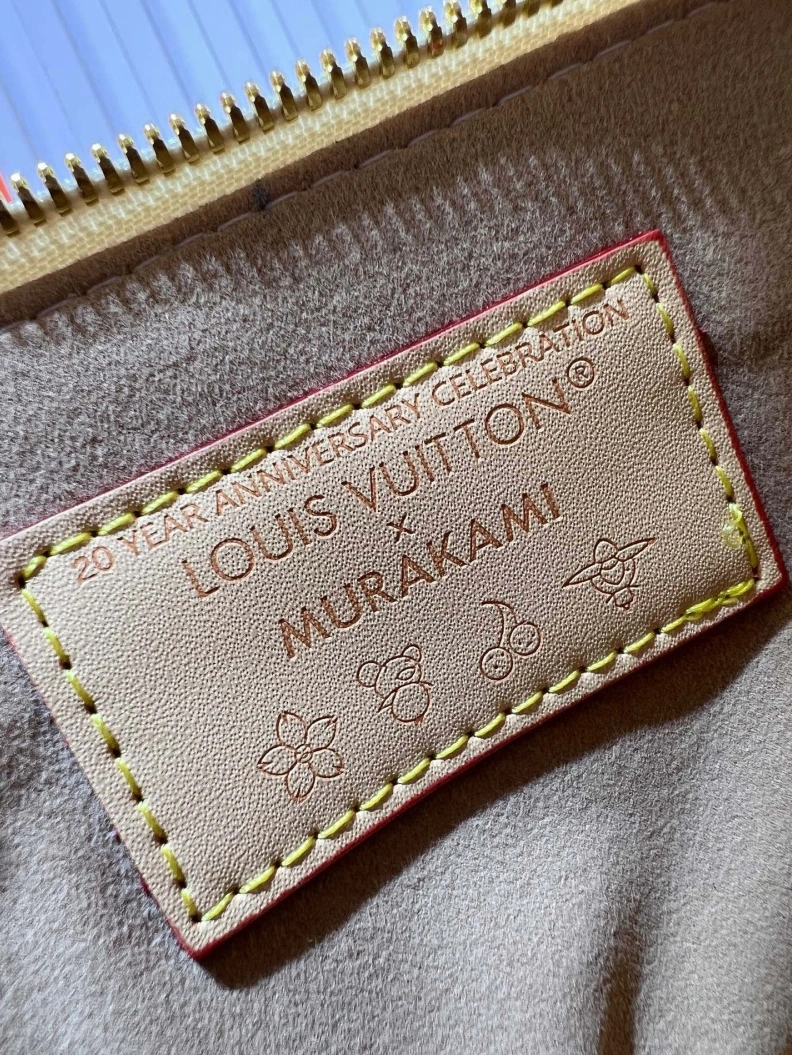 20 YEAR ANNIVERSARY CELEBRATION
LOUIS VUITTON®
×
MURAKAMI